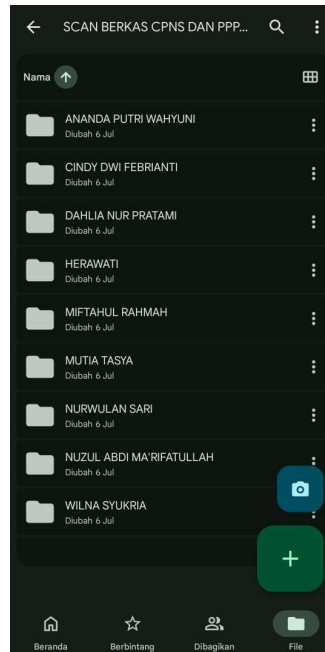 SCAN BERKAS CPNS DAN PPP...
Nama
ANANDA PUTRI WAHYUNI
Diubah 6 Jul
CINDY DWI FEBRIANTI
Diubah 6 Jul
DAHLIA NUR PRATAMI
Diubah 6 Jul
HERAWATI
Diubah 6 Jul
MIFTAHUL RAHMAH
Diubah 6 Jul
MUTIA TASYA
Diubah 6 Jul
NURWULAN SARI
Diubah 6 Jul
NUZUL ABDI MA'RIFATULLAH
Diubah 6 Jul
WILNA SYUKRIA
Diubah 6 Jul
Beranda Berbintang Dibagikan File